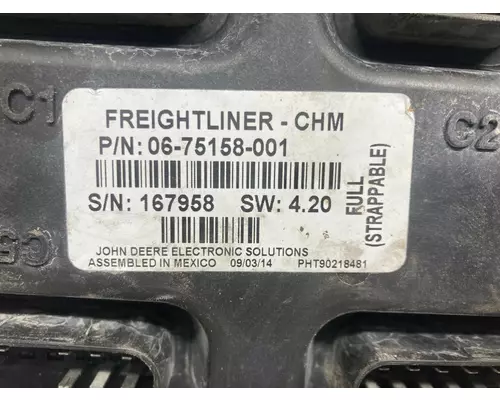 C1
FREIGHTLINER - CHM
P/N: 06-75158-001
C2
S/N: 167958 SW: 4.20
FULL
(STRAPPABLE)
C5
JOHN DEERE ELECTRONIC SOLUTIONS
ASSEMBLED IN MEXICO 09/03/14 PHT90218481